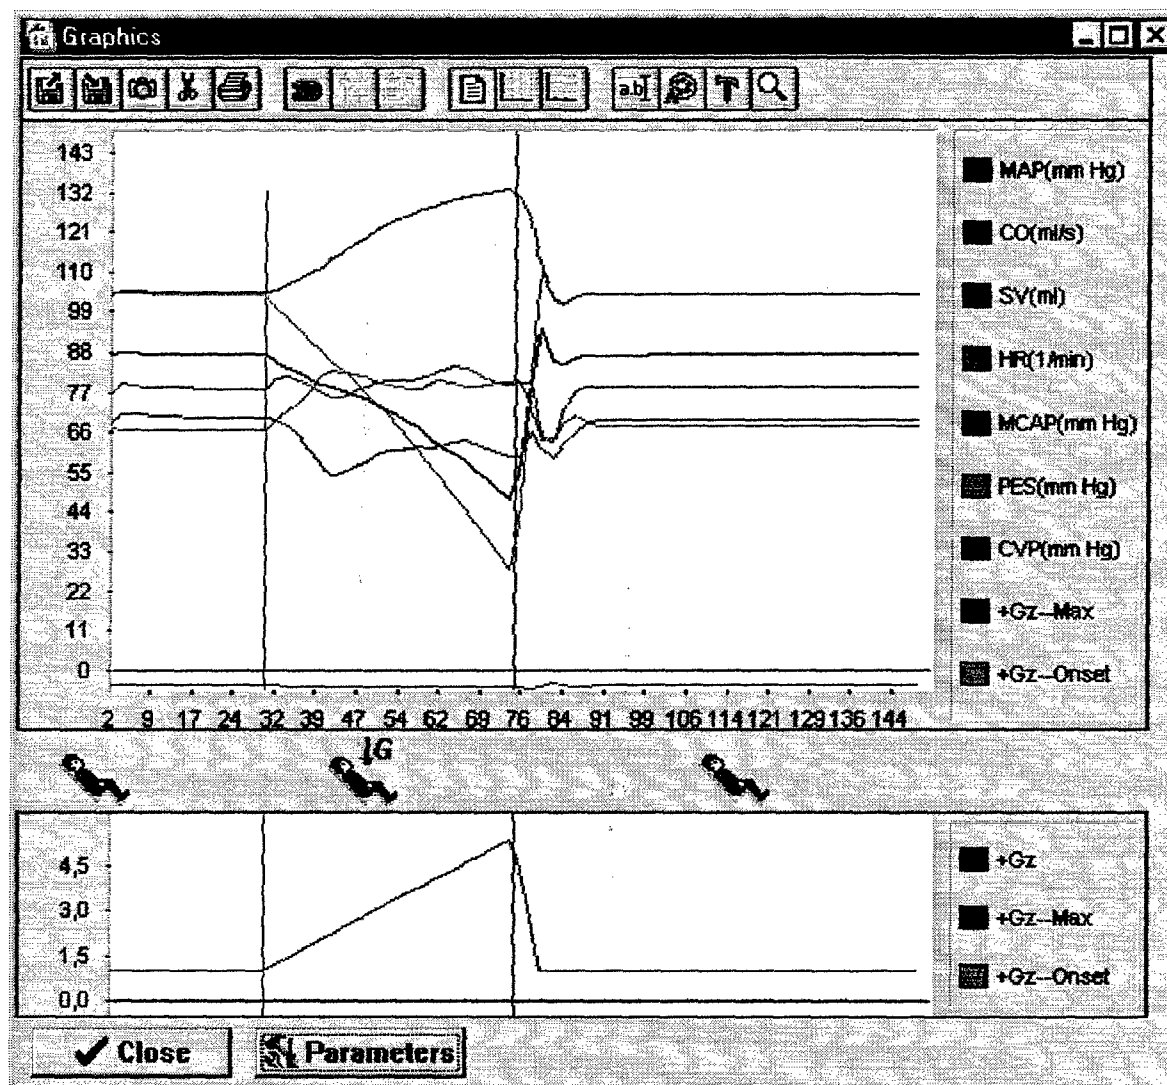 Graphics
a.b
143
132
121
110
99
88
77
66
55
44
33
22
11
0
2 9 17 24 32 39 47 54 62 69 76 84 91 99 106 114 121 129 136 144
MAP(mm Hg)
CO(ml/s)
SV(ml)
HR(1/min)
MCAP(mm Hg)
PES(mm Hg)
CVP(mm Hg)
+Gz--Max
+Gz--Onset
G
4,5
3,0
1,5
0,0
+Gz
+Gz--Max
+Gz--Onset
Close
Parameters